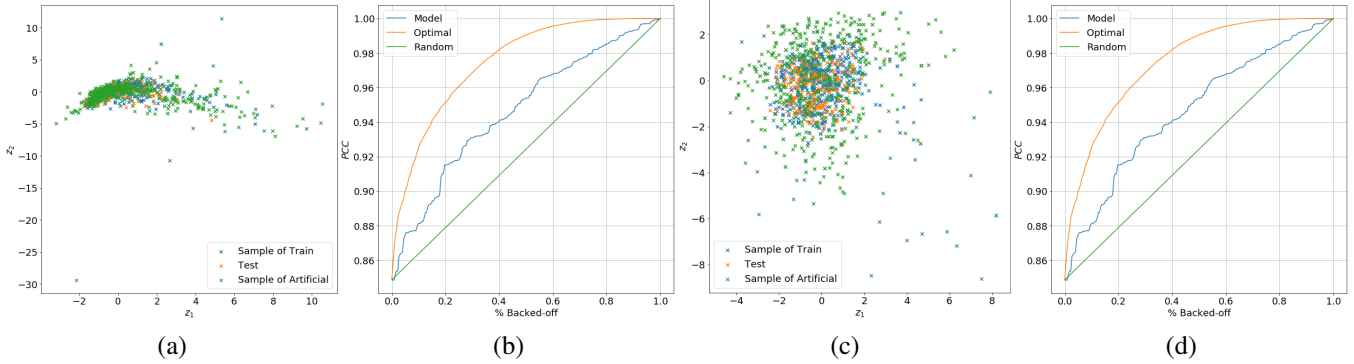 10
5
0
−5
−10
−15
−20
−25
−30
z2
−2
0
2
4
6
8
10
z1
Sample of Train
Test
Sample of Artificial
(a)
1.00
0.98
0.96
0.94
0.92
0.90
0.88
0.86
PCC
0.0
0.2
0.4
0.6
0.8
1.0
% Backed-off
Model
Optimal
Random
(b)
2
0
−2
−4
−6
−8
z2
−4
−2
0
2
4
6
8
z1
Sample of Train
Test
Sample of Artificial
(c)
1.00
0.98
0.96
0.94
0.92
0.90
0.88
0.86
PCC
0.0
0.2
0.4
0.6
0.8
1.0
% Backed-off
Model
Optimal
Random
(d)